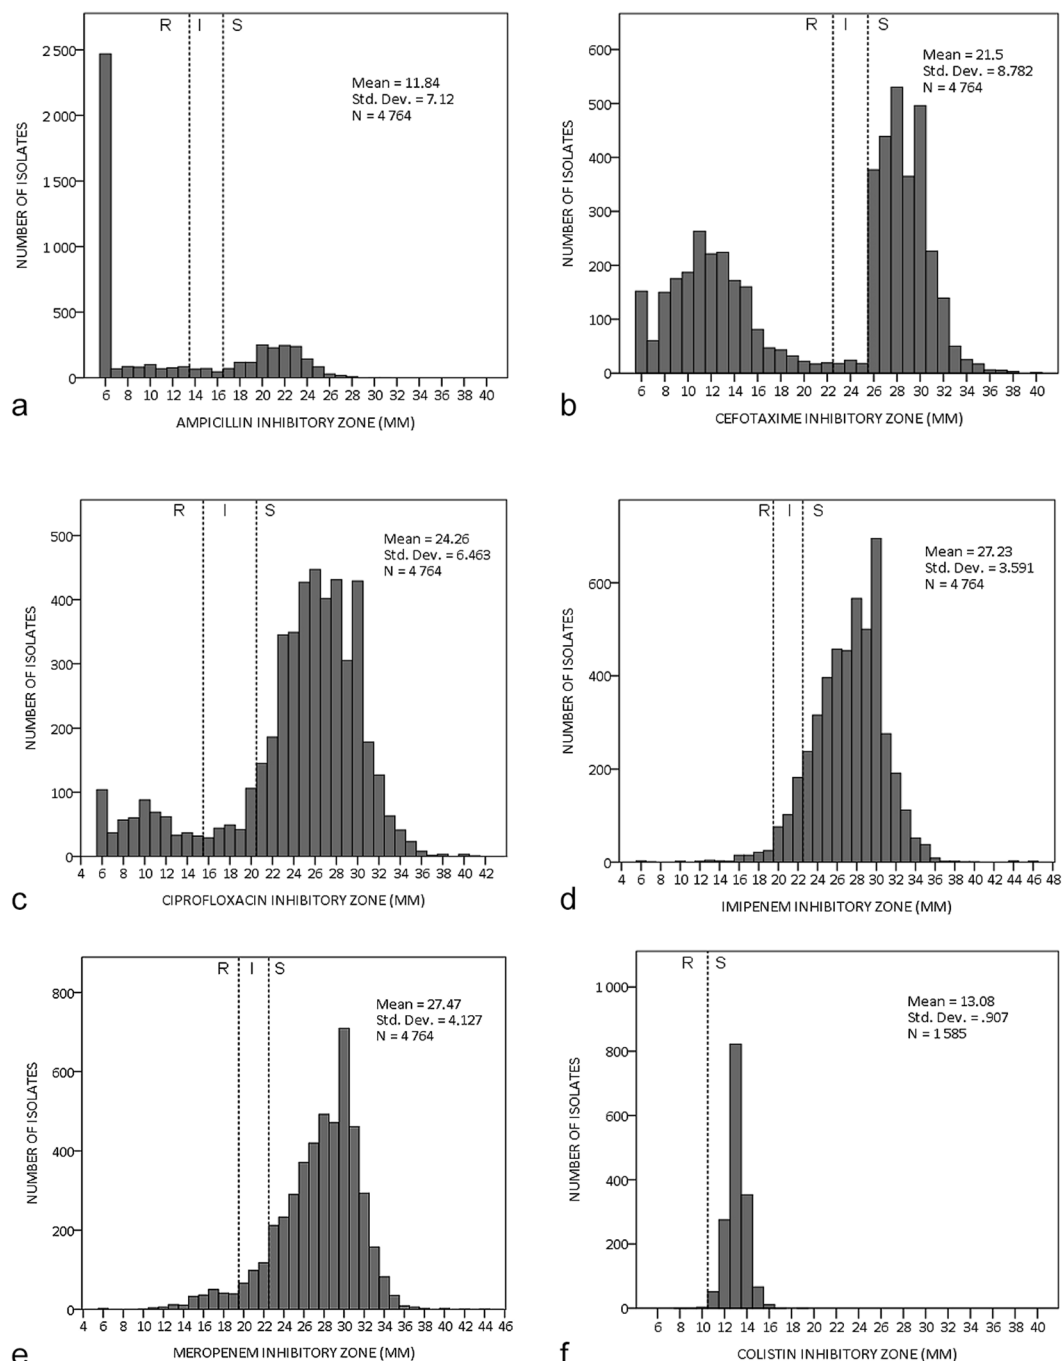 R I S
2 500
2 000
1 500
1 000
500
0
NUMBER OF ISOLATES
Mean = 11.84
Std. Dev. = 7.12
N = 4 764
6 8 10 12 14 16 18 20 22 24 26 28 30 32 34 36 38 40
AMPICILLIN INHIBITORY ZONE (MM)
a
R I S
600
500
400
300
200
100
0
NUMBER OF ISOLATES
Mean = 21.5
Std. Dev. = 8.782
N = 4 764
6 8 10 12 14 16 18 20 22 24 26 28 30 32 34 36 38 40
CEFOTAXIME INHIBITORY ZONE (MM)
b
R I S
500
400
300
200
100
0
NUMBER OF ISOLATES
Mean = 24.26
Std. Dev. = 6.463
N = 4 764
4 6 8 10 12 14 16 18 20 22 24 26 28 30 32 34 36 38 40 42
CIPROFLOXACIN INHIBITORY ZONE (MM)
c
R I S
600
400
200
0
NUMBER OF ISOLATES
Mean = 27.23
Std. Dev. = 3.591
N = 4 764
4 6 8 10 12 14 16 18 20 22 24 26 28 30 32 34 36 38 40 42 44 46 48
IMIPENEM INHIBITORY ZONE (MM)
d
R I S
800
600
400
200
0
NUMBER OF ISOLATES
Mean = 27.47
Std. Dev. = 4.127
N = 4 764
4 6 8 10 12 14 16 18 20 22 24 26 28 30 32 34 36 38 40 42 44 46
MEROPENEM INHIBITORY ZONE (MM)
e
R S
1 000
800
600
400
200
0
NUMBER OF ISOLATES
Mean = 13.08
Std. Dev. = .907
N = 1 585
6 8 10 12 14 16 18 20 22 24 26 28 30 32 34 36 38 40
COLISTIN INHIBITORY ZONE (MM)
f